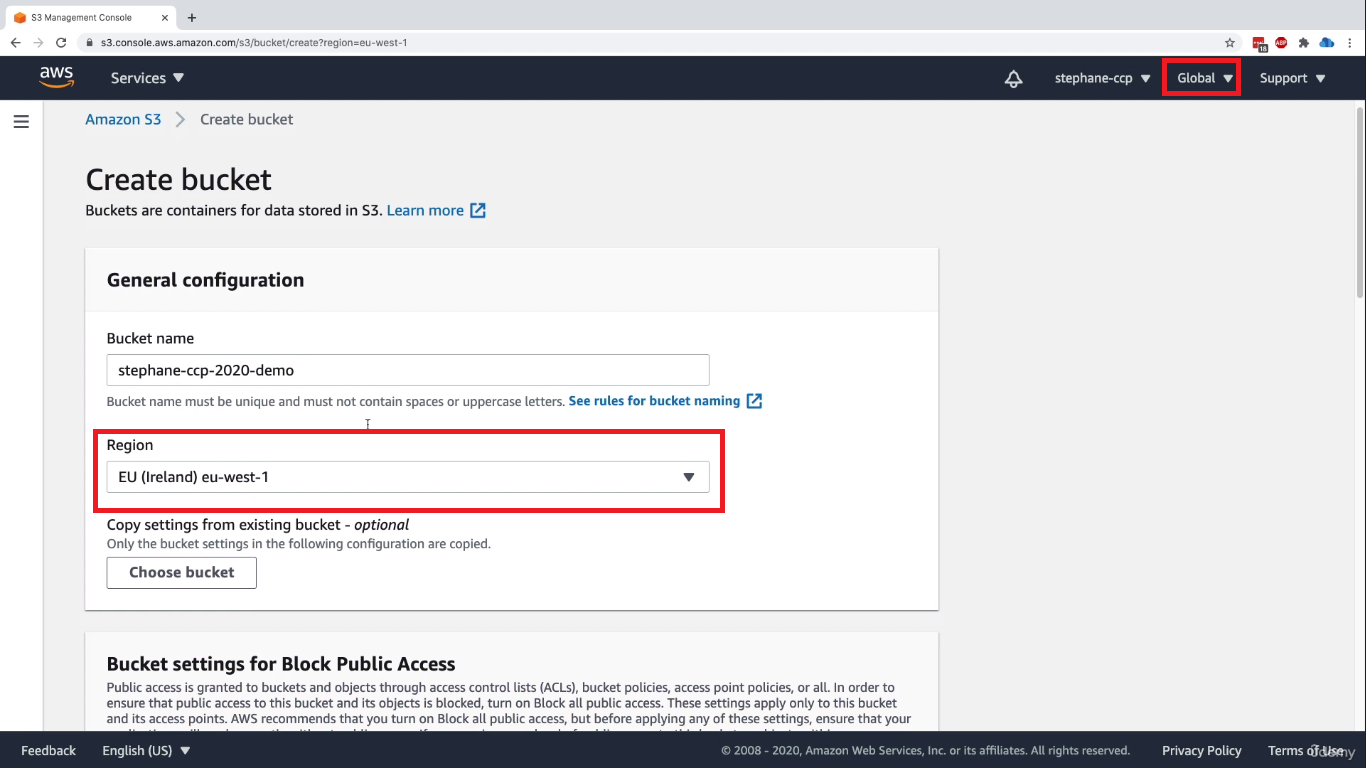 S3 Management Console
s3.console.aws.amazon.com/s3/bucket/create?region=eu-west-1
18
ABP
aws
Services
stephane-ccp
Global
Support
Amazon S3
Create bucket
Create bucket
Buckets are containers for data stored in S3. Learn more
General configuration
Bucket name
stephane-ccp-2020-demo
Bucket name must be unique and must not contain spaces or uppercase letters. See rules for bucket naming
Region
EU (Ireland) eu-west-1
Copy settings from existing bucket - optional
Only the bucket settings in the following configuration are copied.
Choose bucket
Bucket settings for Block Public Access
Public access is granted to buckets and objects through access control lists (ACLs), bucket policies, access point policies, or all. In order to
ensure that public access to this bucket and its objects is blocked, turn on Block all public access. These settings apply only to this bucket
and its access points. AWS recommends that you turn on Block all public access, but before applying any of these settings, ensure that your
Feedback
English (US)
© 2008 - 2020, Amazon Web Services, Inc. or its affiliates. All rights reserved.
Privacy Policy
Terms of Use
Udemy